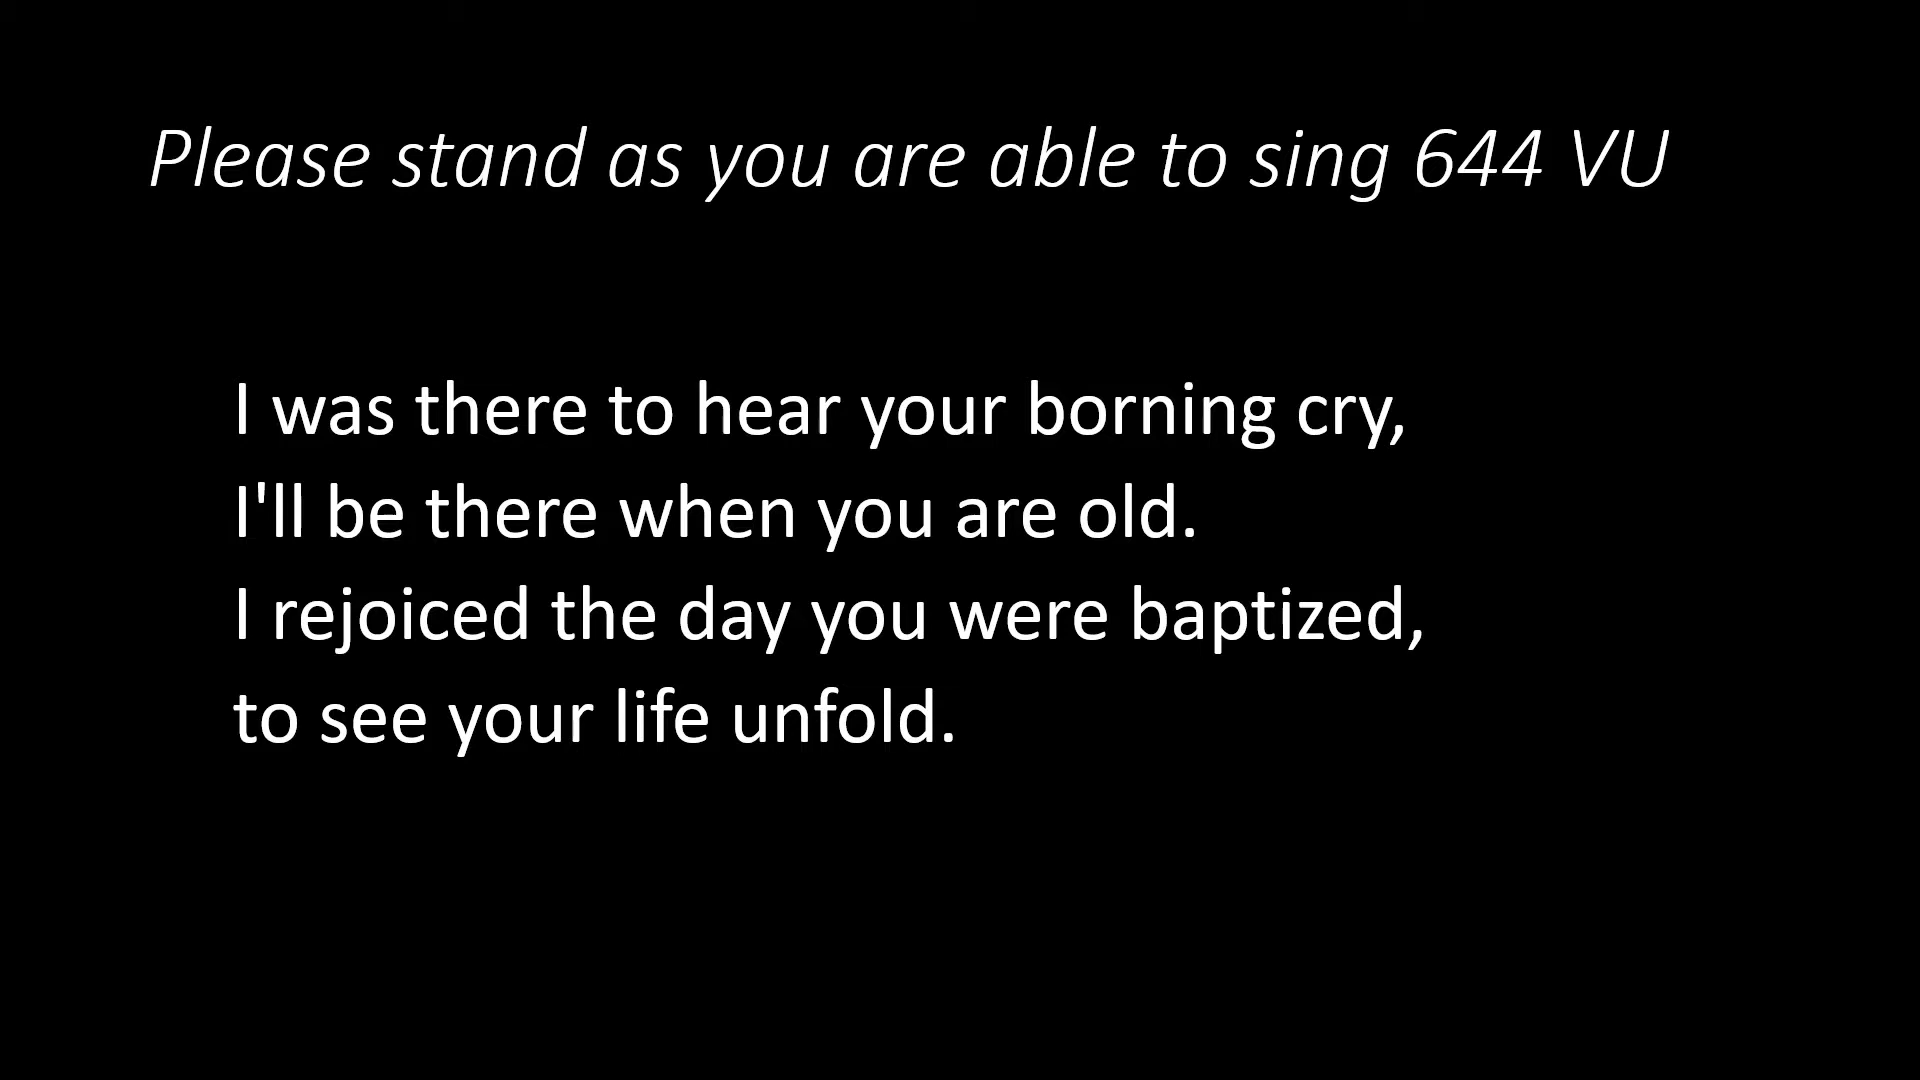 Please stand as you are able to sing 644 VU
I was there to hear your borning cry,
I'll be there when you are old.
I rejoiced the day you were baptized,
to see your life unfold.